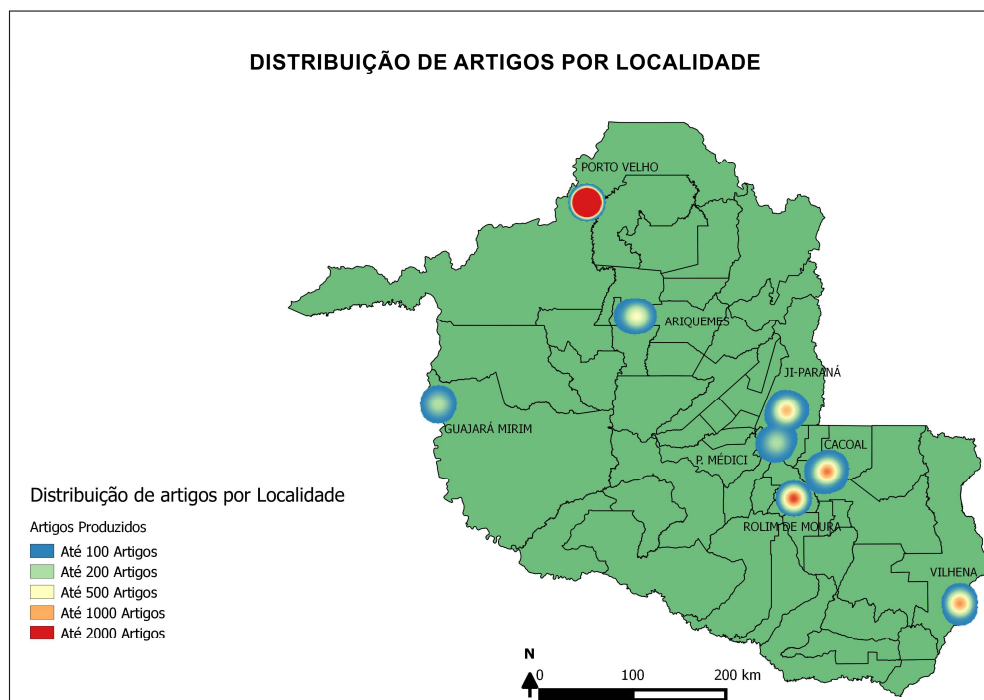 DISTRIBUIÇÃO DE ARTIGOS POR LOCALIDADE
PORTO VELHO
ARIQUEMES
JI-PARANÁ
GUAJARÁ MIRIM
P. MÉDICI
CACOAL
ROLIM DE MOURA
VILHENA
Distribuição de artigos por Localidade
Artigos Produzidos
Até 100 Artigos
Até 200 Artigos
Até 500 Artigos
Até 1000 Artigos
Até 2000 Artigos
N
0 100 200 km